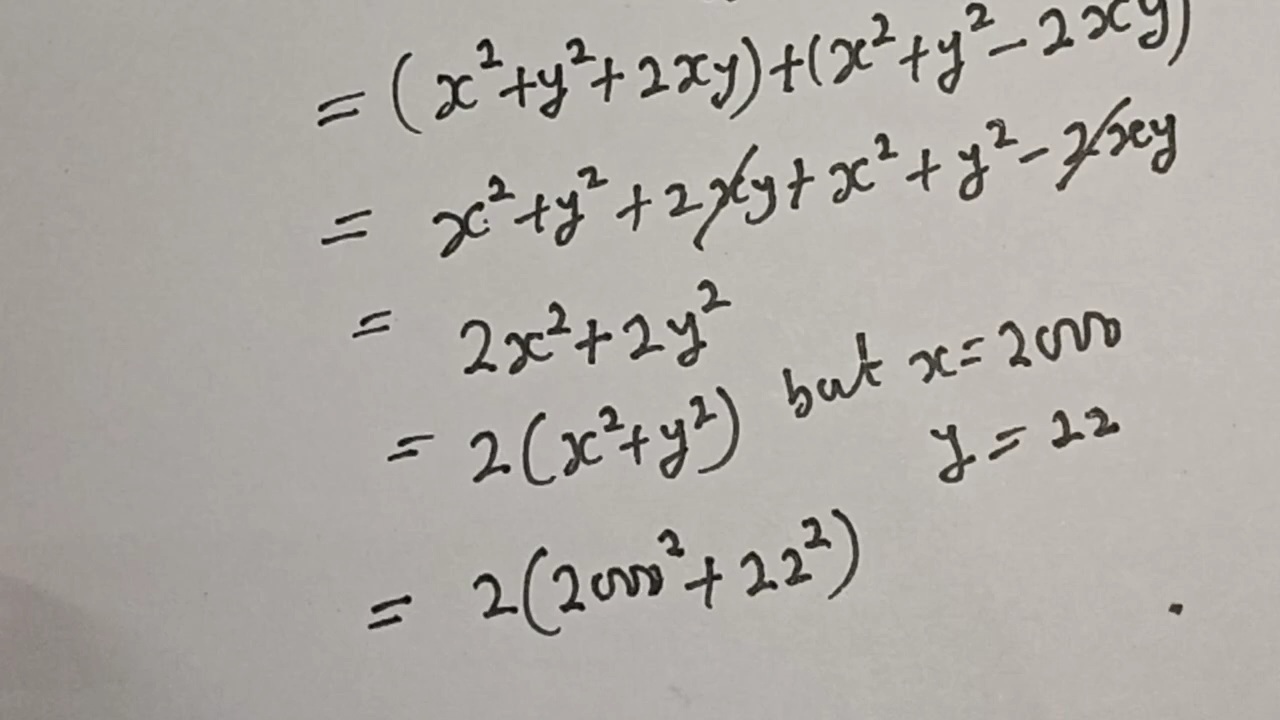 = (x²+y²+2xy)+(x²+y²-2xy)
= x²+y²+2xy+x²+y²-2xy
= 2x²+2y²
= 2(x²+y²) but x=2000
y=22
= 2(2000²+22²)